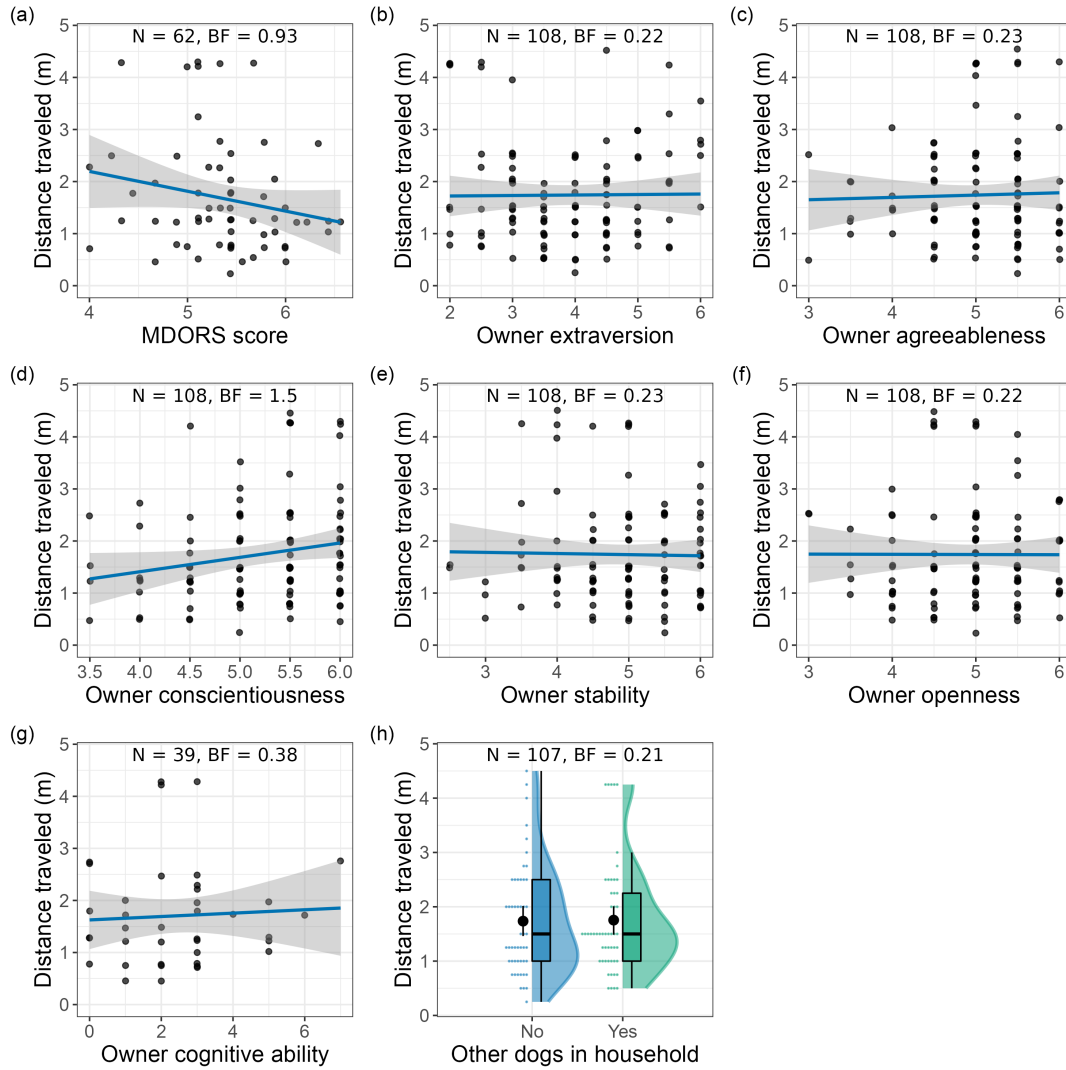 (a)
N = 62, BF = 0.93
Distance traveled (m)
5
4
3
2
1
0
4 5 6
MDORS score
(b)
N = 108, BF = 0.22
Distance traveled (m)
5
4
3
2
1
0
2 3 4 5 6
Owner extraversion
(c)
N = 108, BF = 0.23
Distance traveled (m)
5
4
3
2
1
0
3 4 5 6
Owner agreeableness
(d)
N = 108, BF = 1.5
Distance traveled (m)
5
4
3
2
1
0
3.5 4.0 4.5 5.0 5.5 6.0
Owner conscientiousness
(e)
N = 108, BF = 0.23
Distance traveled (m)
5
4
3
2
1
0
3 4 5 6
Owner stability
(f)
N = 108, BF = 0.22
Distance traveled (m)
5
4
3
2
1
0
3 4 5 6
Owner openness
(g)
N = 39, BF = 0.38
Distance traveled (m)
5
4
3
2
1
0
0 2 4 6
Owner cognitive ability
(h)
N = 107, BF = 0.21
Distance traveled (m)
5
4
3
2
1
0
No Yes
Other dogs in household